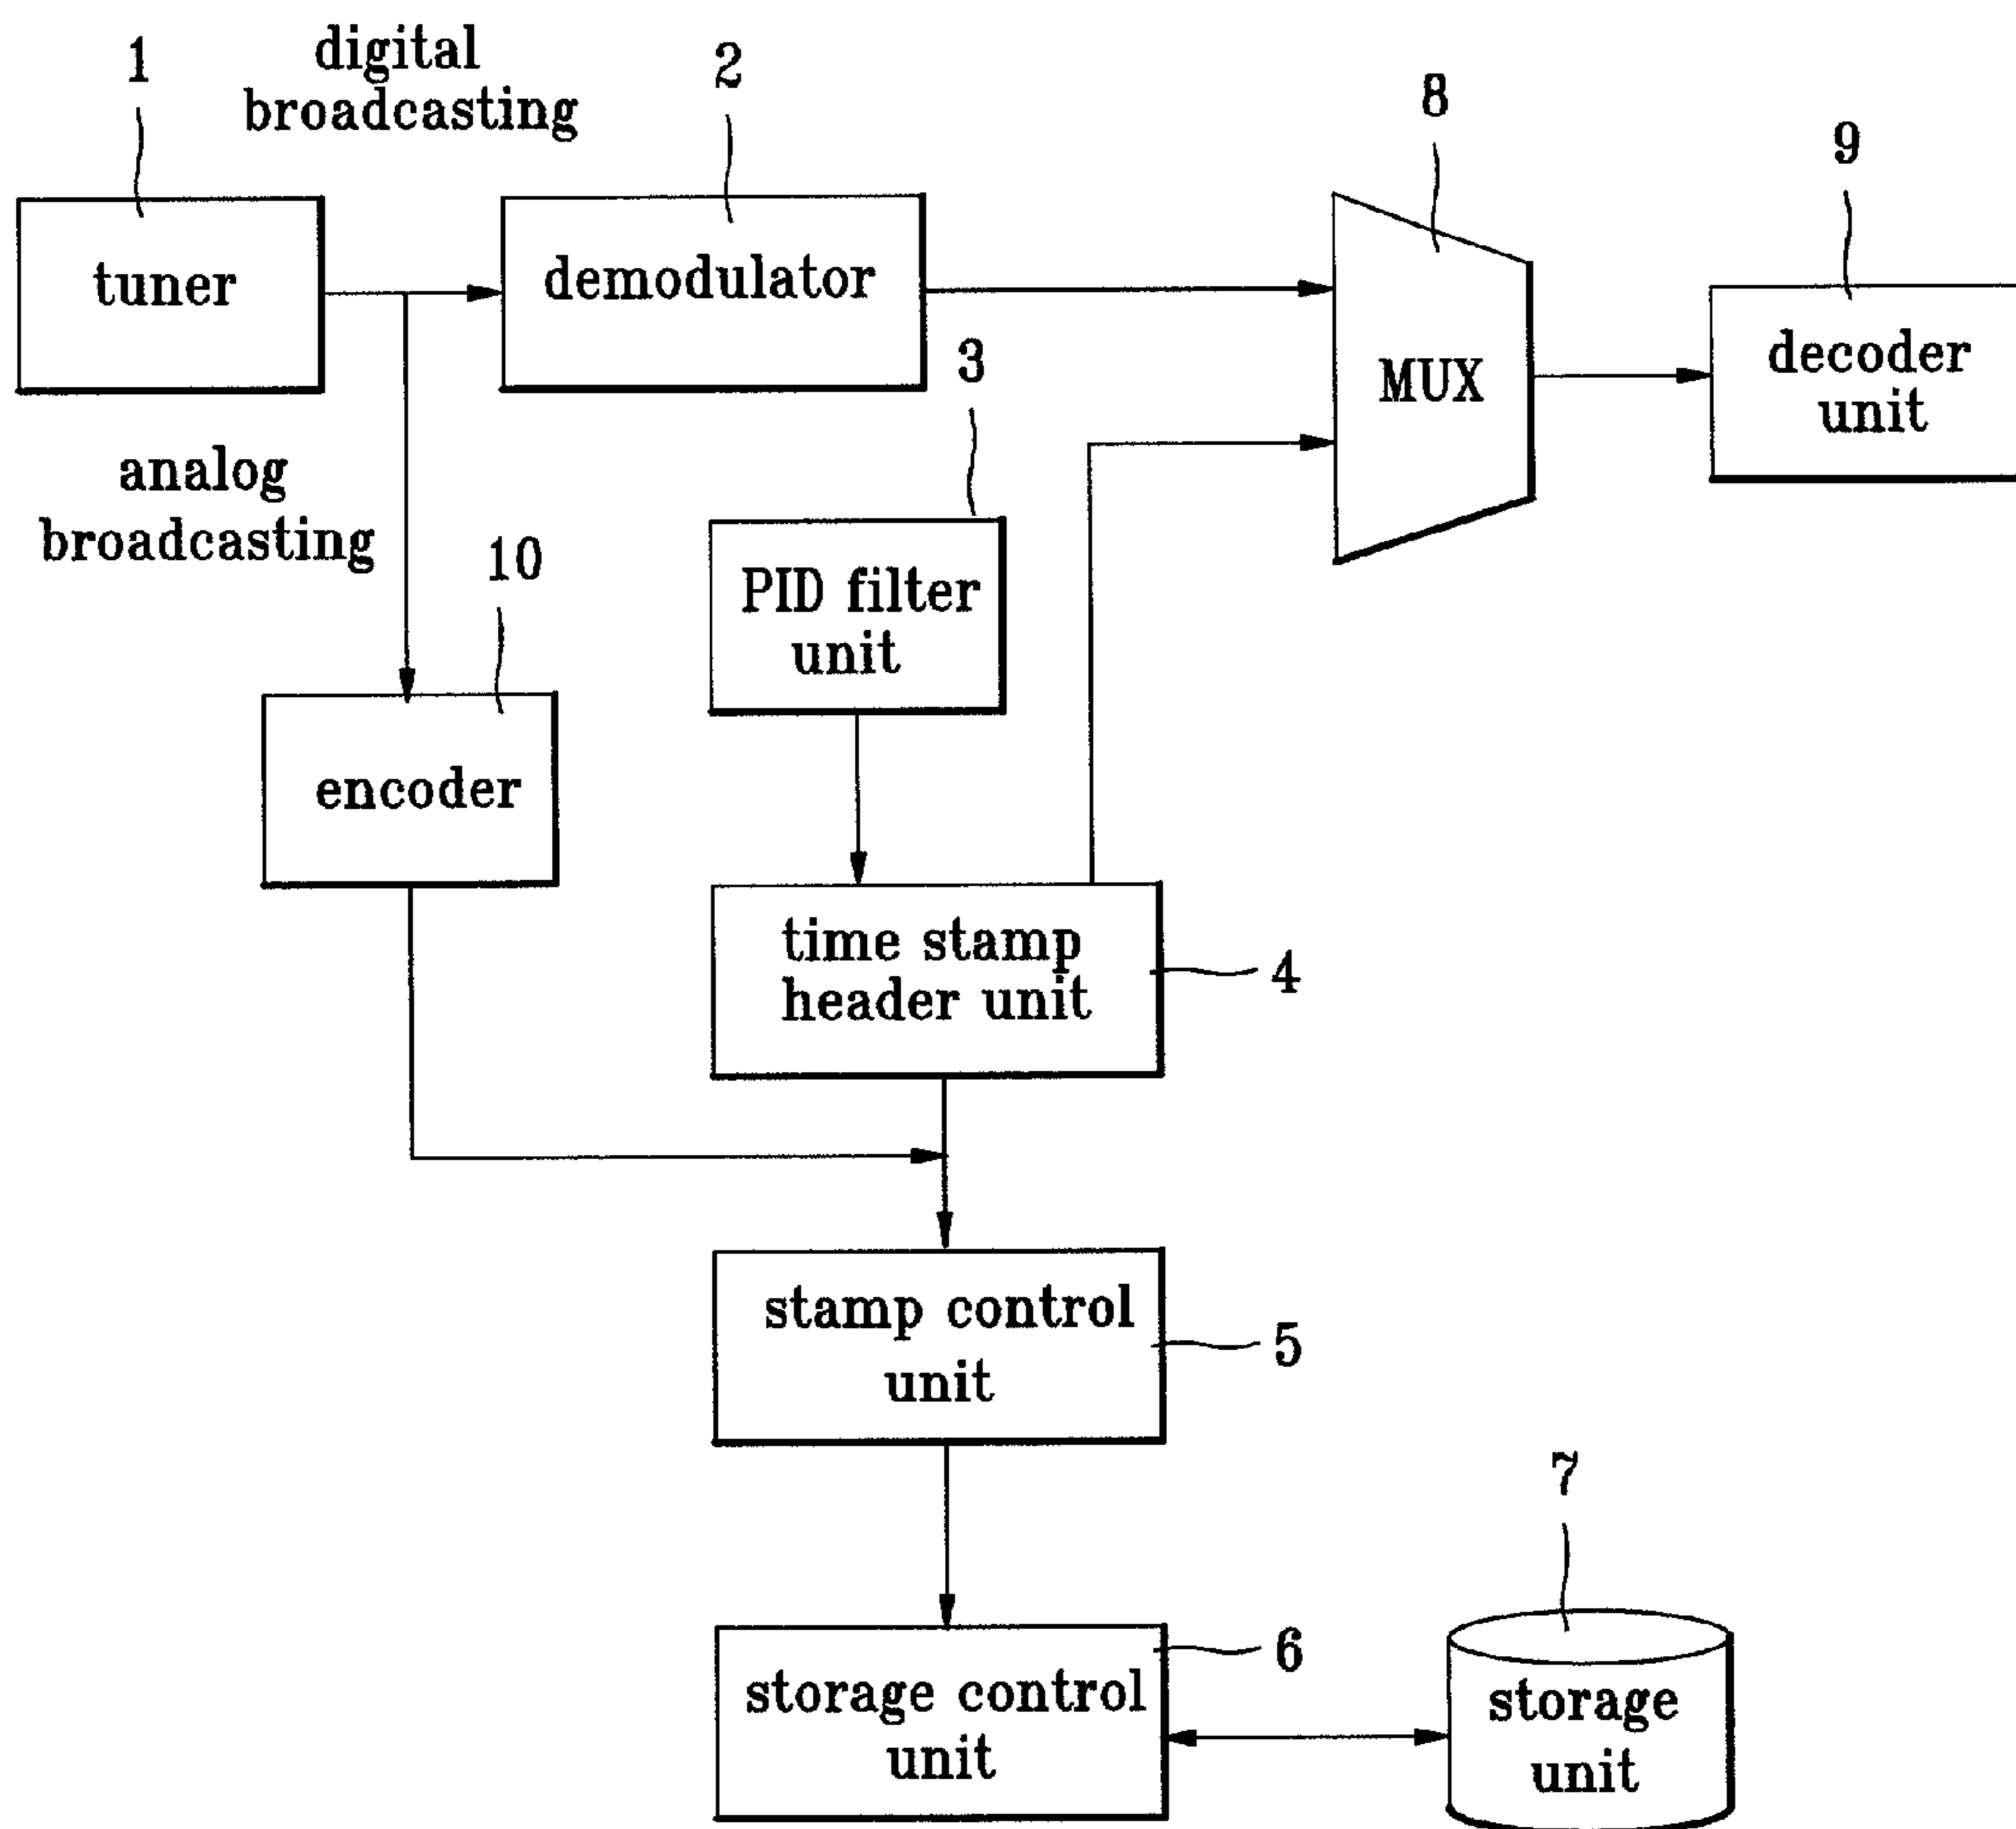 digital
broadcasting
1
2
8
9
tuner
demodulator
MUX
decoder
unit
3
analog
broadcasting
10
PID filter
unit
encoder
time stamp
header unit
4
stamp control
unit
5
7
storage control
unit
6
storage
unit